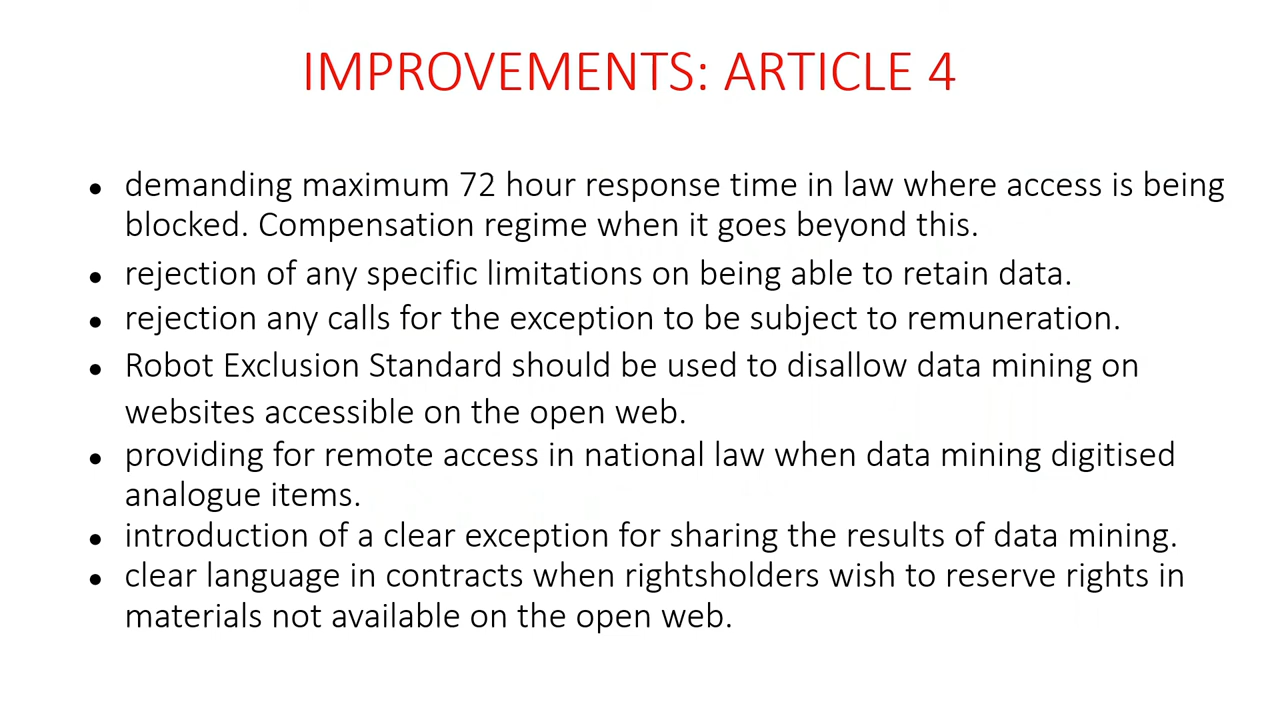 IMPROVEMENTS: ARTICLE 4
• demanding maximum 72 hour response time in law where access is being
blocked. Compensation regime when it goes beyond this.
• rejection of any specific limitations on being able to retain data.
• rejection any calls for the exception to be subject to remuneration.
• Robot Exclusion Standard should be used to disallow data mining on
websites accessible on the open web.
• providing for remote access in national law when data mining digitised
analogue items.
• introduction of a clear exception for sharing the results of data mining.
• clear language in contracts when rightsholders wish to reserve rights in
materials not available on the open web.